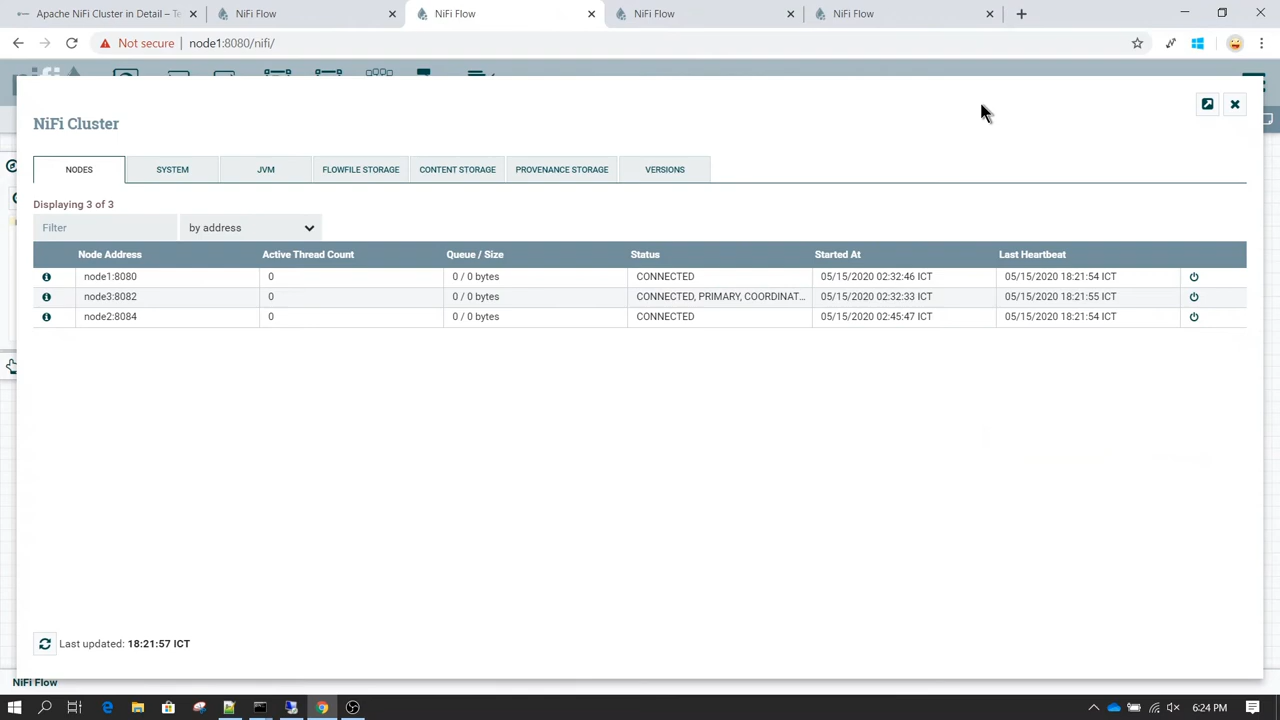 Apache NiFi Cluster in Detail – Te
NiFi Flow
NiFi Flow
NiFi Flow
NiFi Flow
Not secure
node1:8080/nifi/
NiFi Cluster
NODES
SYSTEM
JVM
FLOWFILE STORAGE
CONTENT STORAGE
PROVENANCE STORAGE
VERSIONS
Displaying 3 of 3
Filter
by address
Node Address Active Thread Count Queue / Size Status Started At Last Heartbeat
node1:8080 0 0 / 0 bytes CONNECTED 05/15/2020 02:32:46 ICT 05/15/2020 18:21:54 ICT
node3:8082 0 0 / 0 bytes CONNECTED, PRIMARY, COORDINAT... 05/15/2020 02:32:33 ICT 05/15/2020 18:21:55 ICT
node2:8084 0 0 / 0 bytes CONNECTED 05/15/2020 02:45:47 ICT 05/15/2020 18:21:54 ICT
Last updated: 18:21:57 ICT
NiFi Flow
6:24 PM